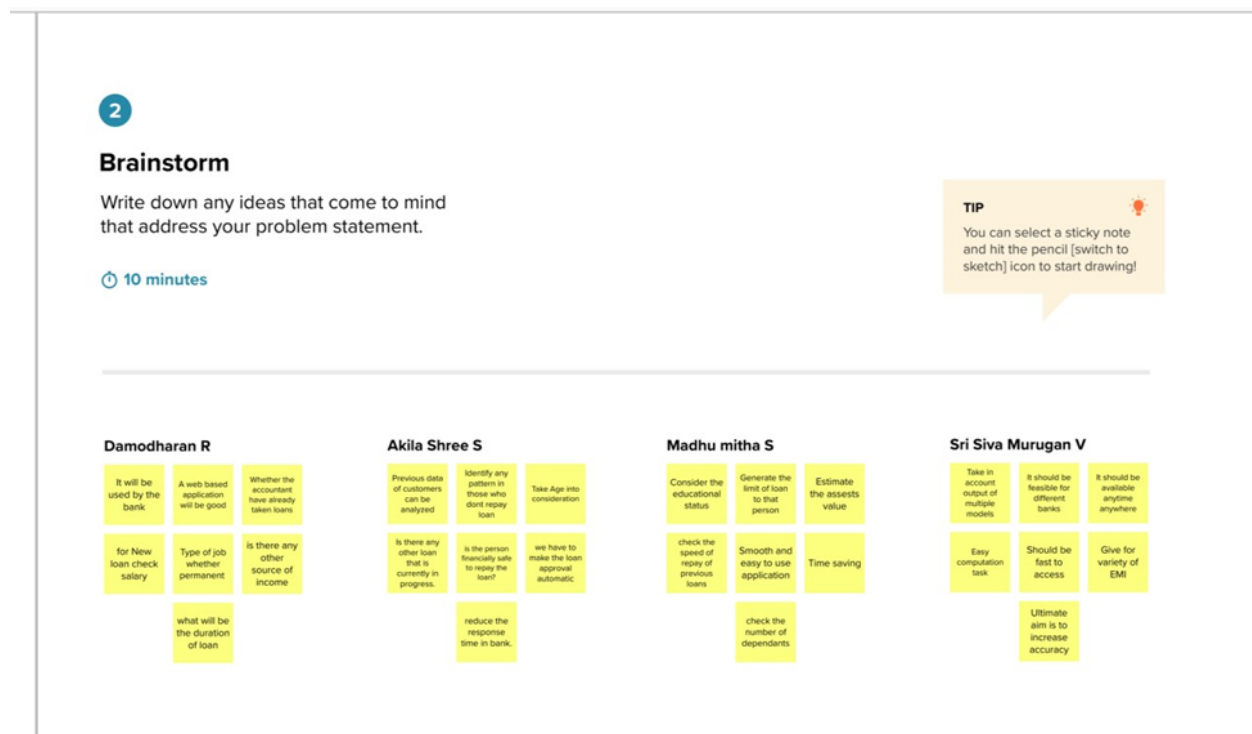 2
Brainstorm
Write down any ideas that come to mind
that address your problem statement.
10 minutes
TIP
You can select a sticky note
and hit the pencil [switch to
sketch] icon to start drawing!
Damodharan R
It will be
used by the
bank
A web based
application
will be good
Whether the
accountant
have already
taken loans
for New
loan check
salary
Type of job
whether
permanent
is there any
other
source of
income
what will be
the duration
of loan
Akila Shree S
Previous data
of customers
can be
analyzed
Identify any
pattern in
those who
dont repay
loan
Take Age into
consideration
Is there any
other loan
that is
currently in
progress.
is the person
financially safe
to repay the
loan?
we have to
make the loan
approval
automatic
reduce the
response
time in bank.
Madhu mitha S
Consider the
educational
status
Generate the
limit of loan
to that
person
Estimate
the assests
value
check the
speed of
repay of
previous
loans
Smooth and
easy to use
application
Time saving
check the
number of
dependants
Sri Siva Murugan V
Take in
account
output of
multiple
models
It should be
feasible for
different
banks
It should be
available
anytime
anywhere
Easy
computation
task
Should be
fast to
access
Give for
variety of
EMI
Ultimate
aim is to
increase
accuracy